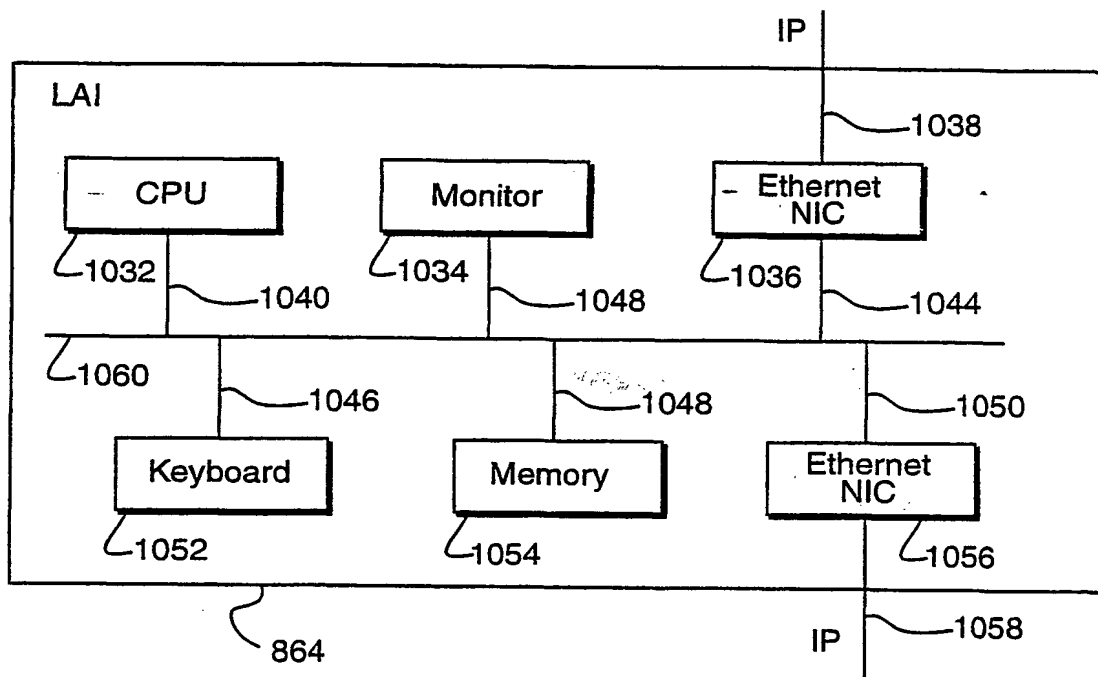 IP
LAI
1038
CPU
Monitor
Ethernet
NIC
1032
1034
1036
1040
1048
1044
1060
1046
1048
1050
Keyboard
Memory
Ethernet
NIC
1052
1054
1056
864
IP
1058